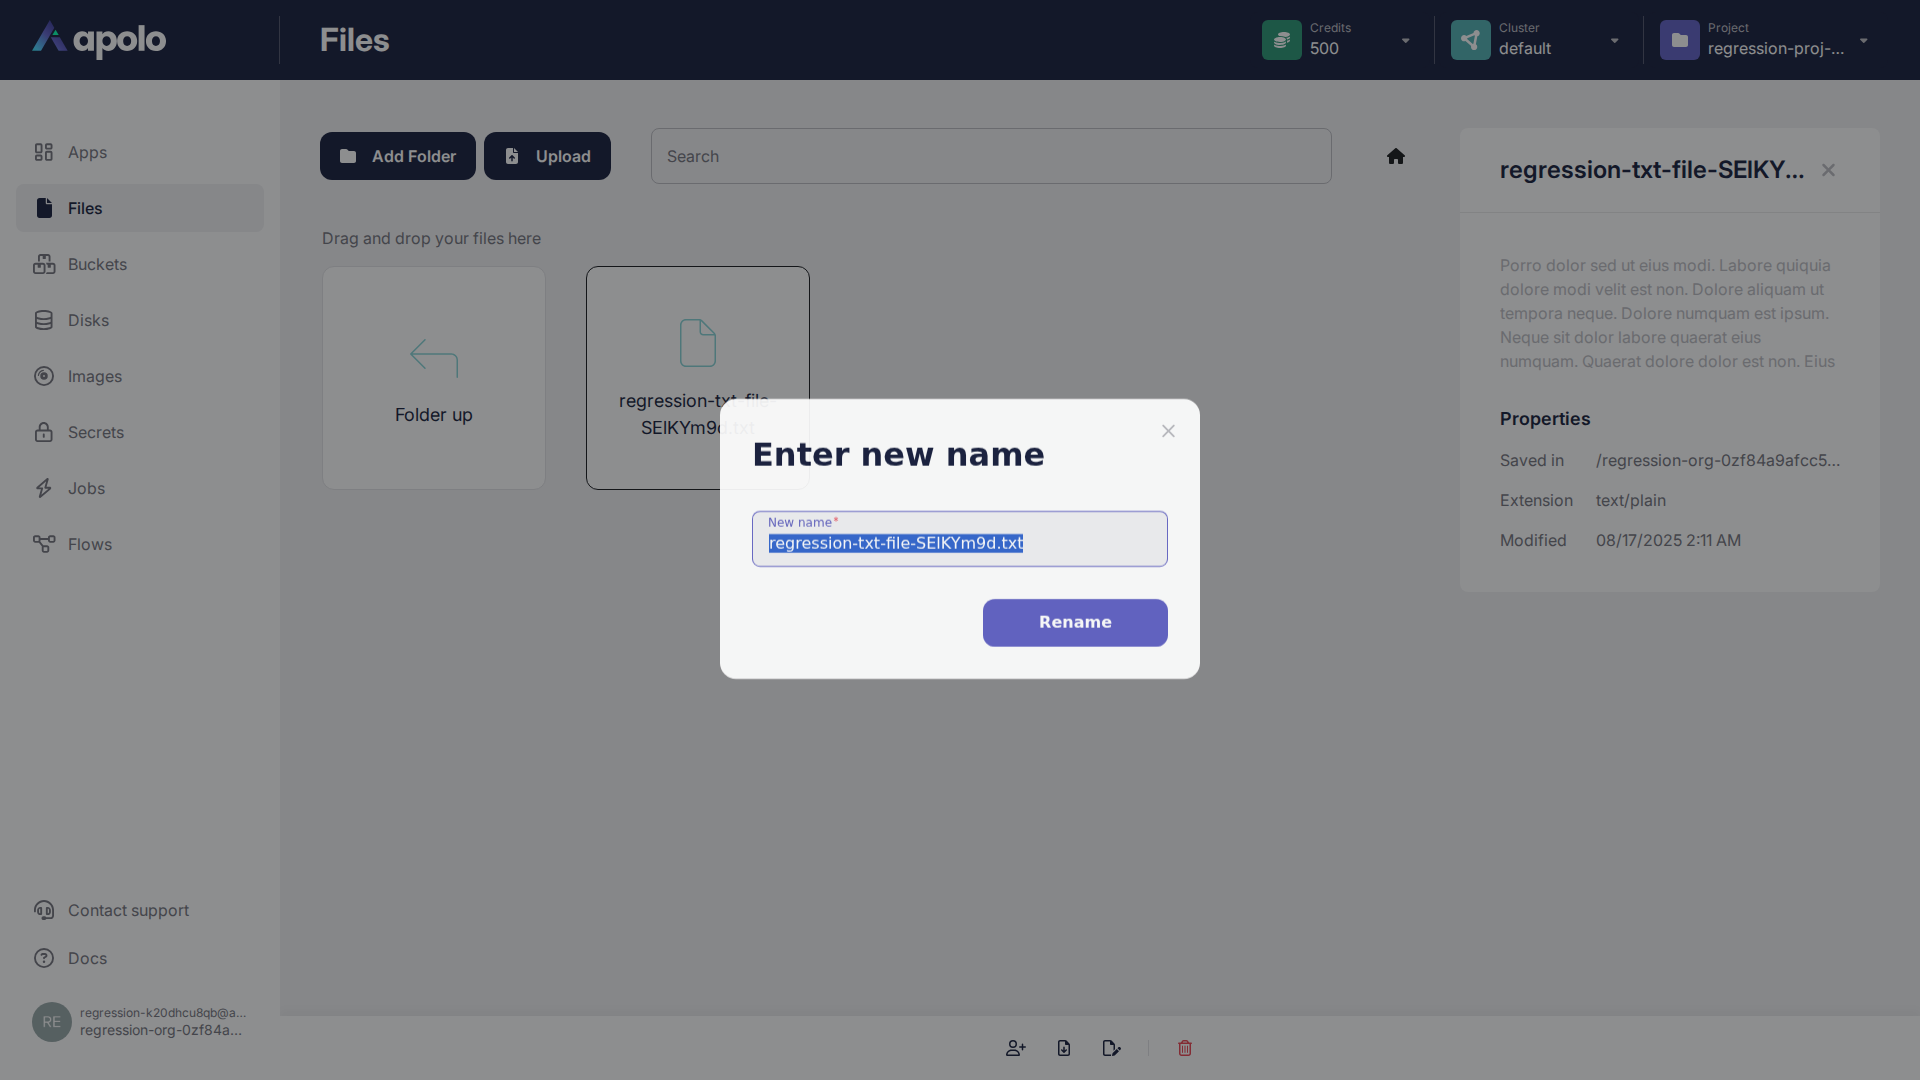 apolo
Files
Credits
500
Cluster
default
Project
regression-proj-...
Apps
Files
Buckets
Disks
Images
Secrets
Jobs
Flows
Contact support
Docs
RE
regression-k20dhcu8qb@a...
regression-org-0zf84a...
Add Folder
Upload
Search
Drag and drop your files here
Folder up
regression-txt-file-
SElKYm9d.txt
Enter new name
New name*
regression-txt-file-SElKYm9d.txt
Rename
regression-txt-file-SElKY...
Porro dolor sed ut eius modi. Labore quiquia
dolore modi velit est non. Dolore aliquam ut
tempora neque. Dolore numquam est ipsum.
Neque sit dolor labore quaerat eius
numquam. Quaerat dolore dolor est non. Eius
Properties
Saved in /regression-org-0zf84a9afcc5...
Extension text/plain
Modified 08/17/2025 2:11 AM